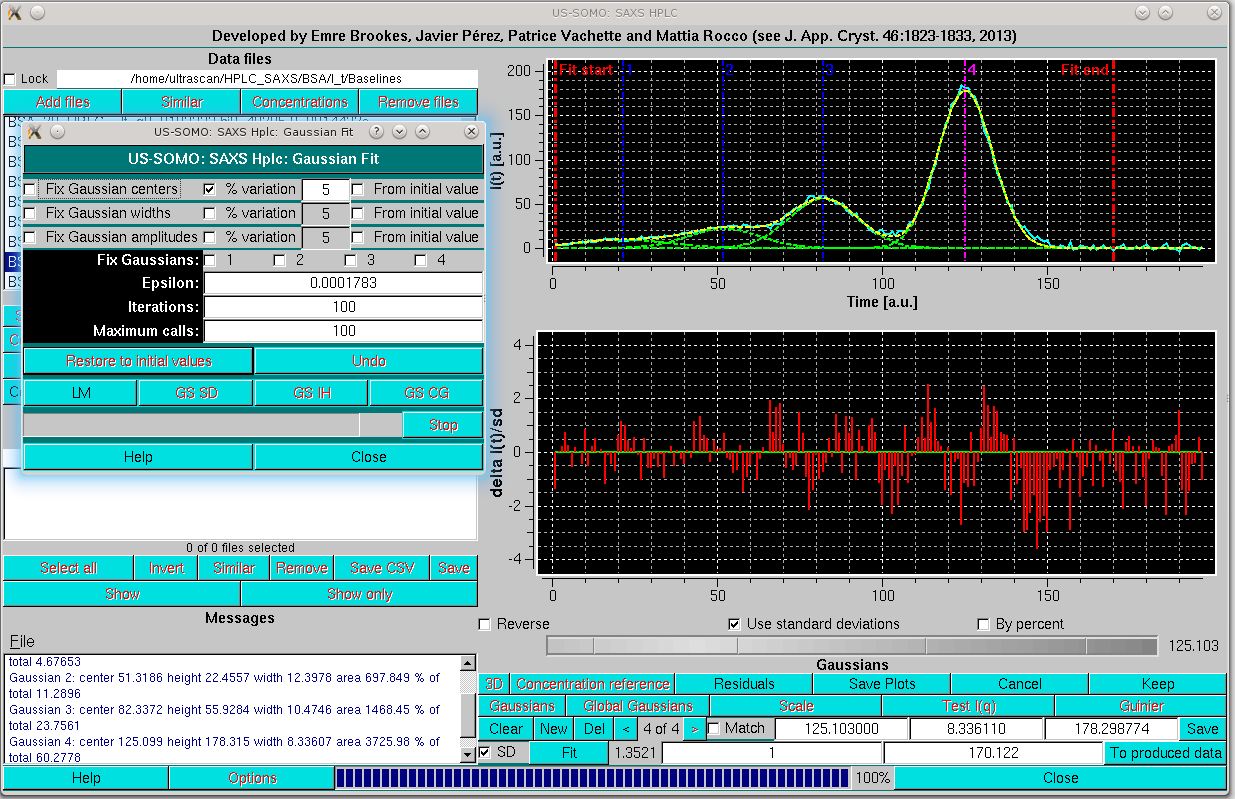 US-SOMO: SAXS HPLC
Developed by Emre Brookes, Javier Pérez, Patrice Vachette and Mattia Rocco (see J. App. Cryst. 46:1823-1833, 2013)
Data files
Lock /home/ultrascan/HPLC_SAXS/BSA/I_t/Baselines
Add files Similar Concentrations Remove files
US-SOMO: SAXS Hplc: Gaussian Fit
US-SOMO: SAXS Hplc: Gaussian Fit
Fix Gaussian centers % variation 5 From initial value
Fix Gaussian widths % variation 5 From initial value
Fix Gaussian amplitudes % variation 5 From initial value
Fix Gaussians: 1 2 3 4
Epsilon: 0.0001783
Iterations: 100
Maximum calls: 100
Restore to initial values Undo
LM GS SD GS IH GS CG
Stop
Help Close
0 of 0 files selected
Select all Invert Similar Remove Save CSV Save
Show Show only
Messages
File
total 4.67653
Gaussian 2: center 51.3186 height 22.4557 width 12.3978 area 697.849 % of
total 11.2896
Gaussian 3: center 82.3372 height 55.9284 width 10.4746 area 1468.45 % of
total 23.7561
Gaussian 4: center 125.099 height 178.315 width 8.33607 area 3725.98 % of
total 60.2778
Help Options 100% Close
Fit start 1 2 3 4 Fit end
I(t) [a.u.]
200
150
100
50
0
0 50 100 150
Time [a.u.]
delta I(t)/sd
4
2
0
-2
-4
0 50 100 150
Reverse Use standard deviations By percent
125.103
Gaussians
3D Concentration reference Residuals Save Plots Cancel Keep
Gaussians Global Gaussians Scale Test I(q) Guinier
Clear New Del < 4 of 4 > Match 125.103000 8.336110 178.298774 Save
SD Fit 1.3521 1 170.122 To produced data